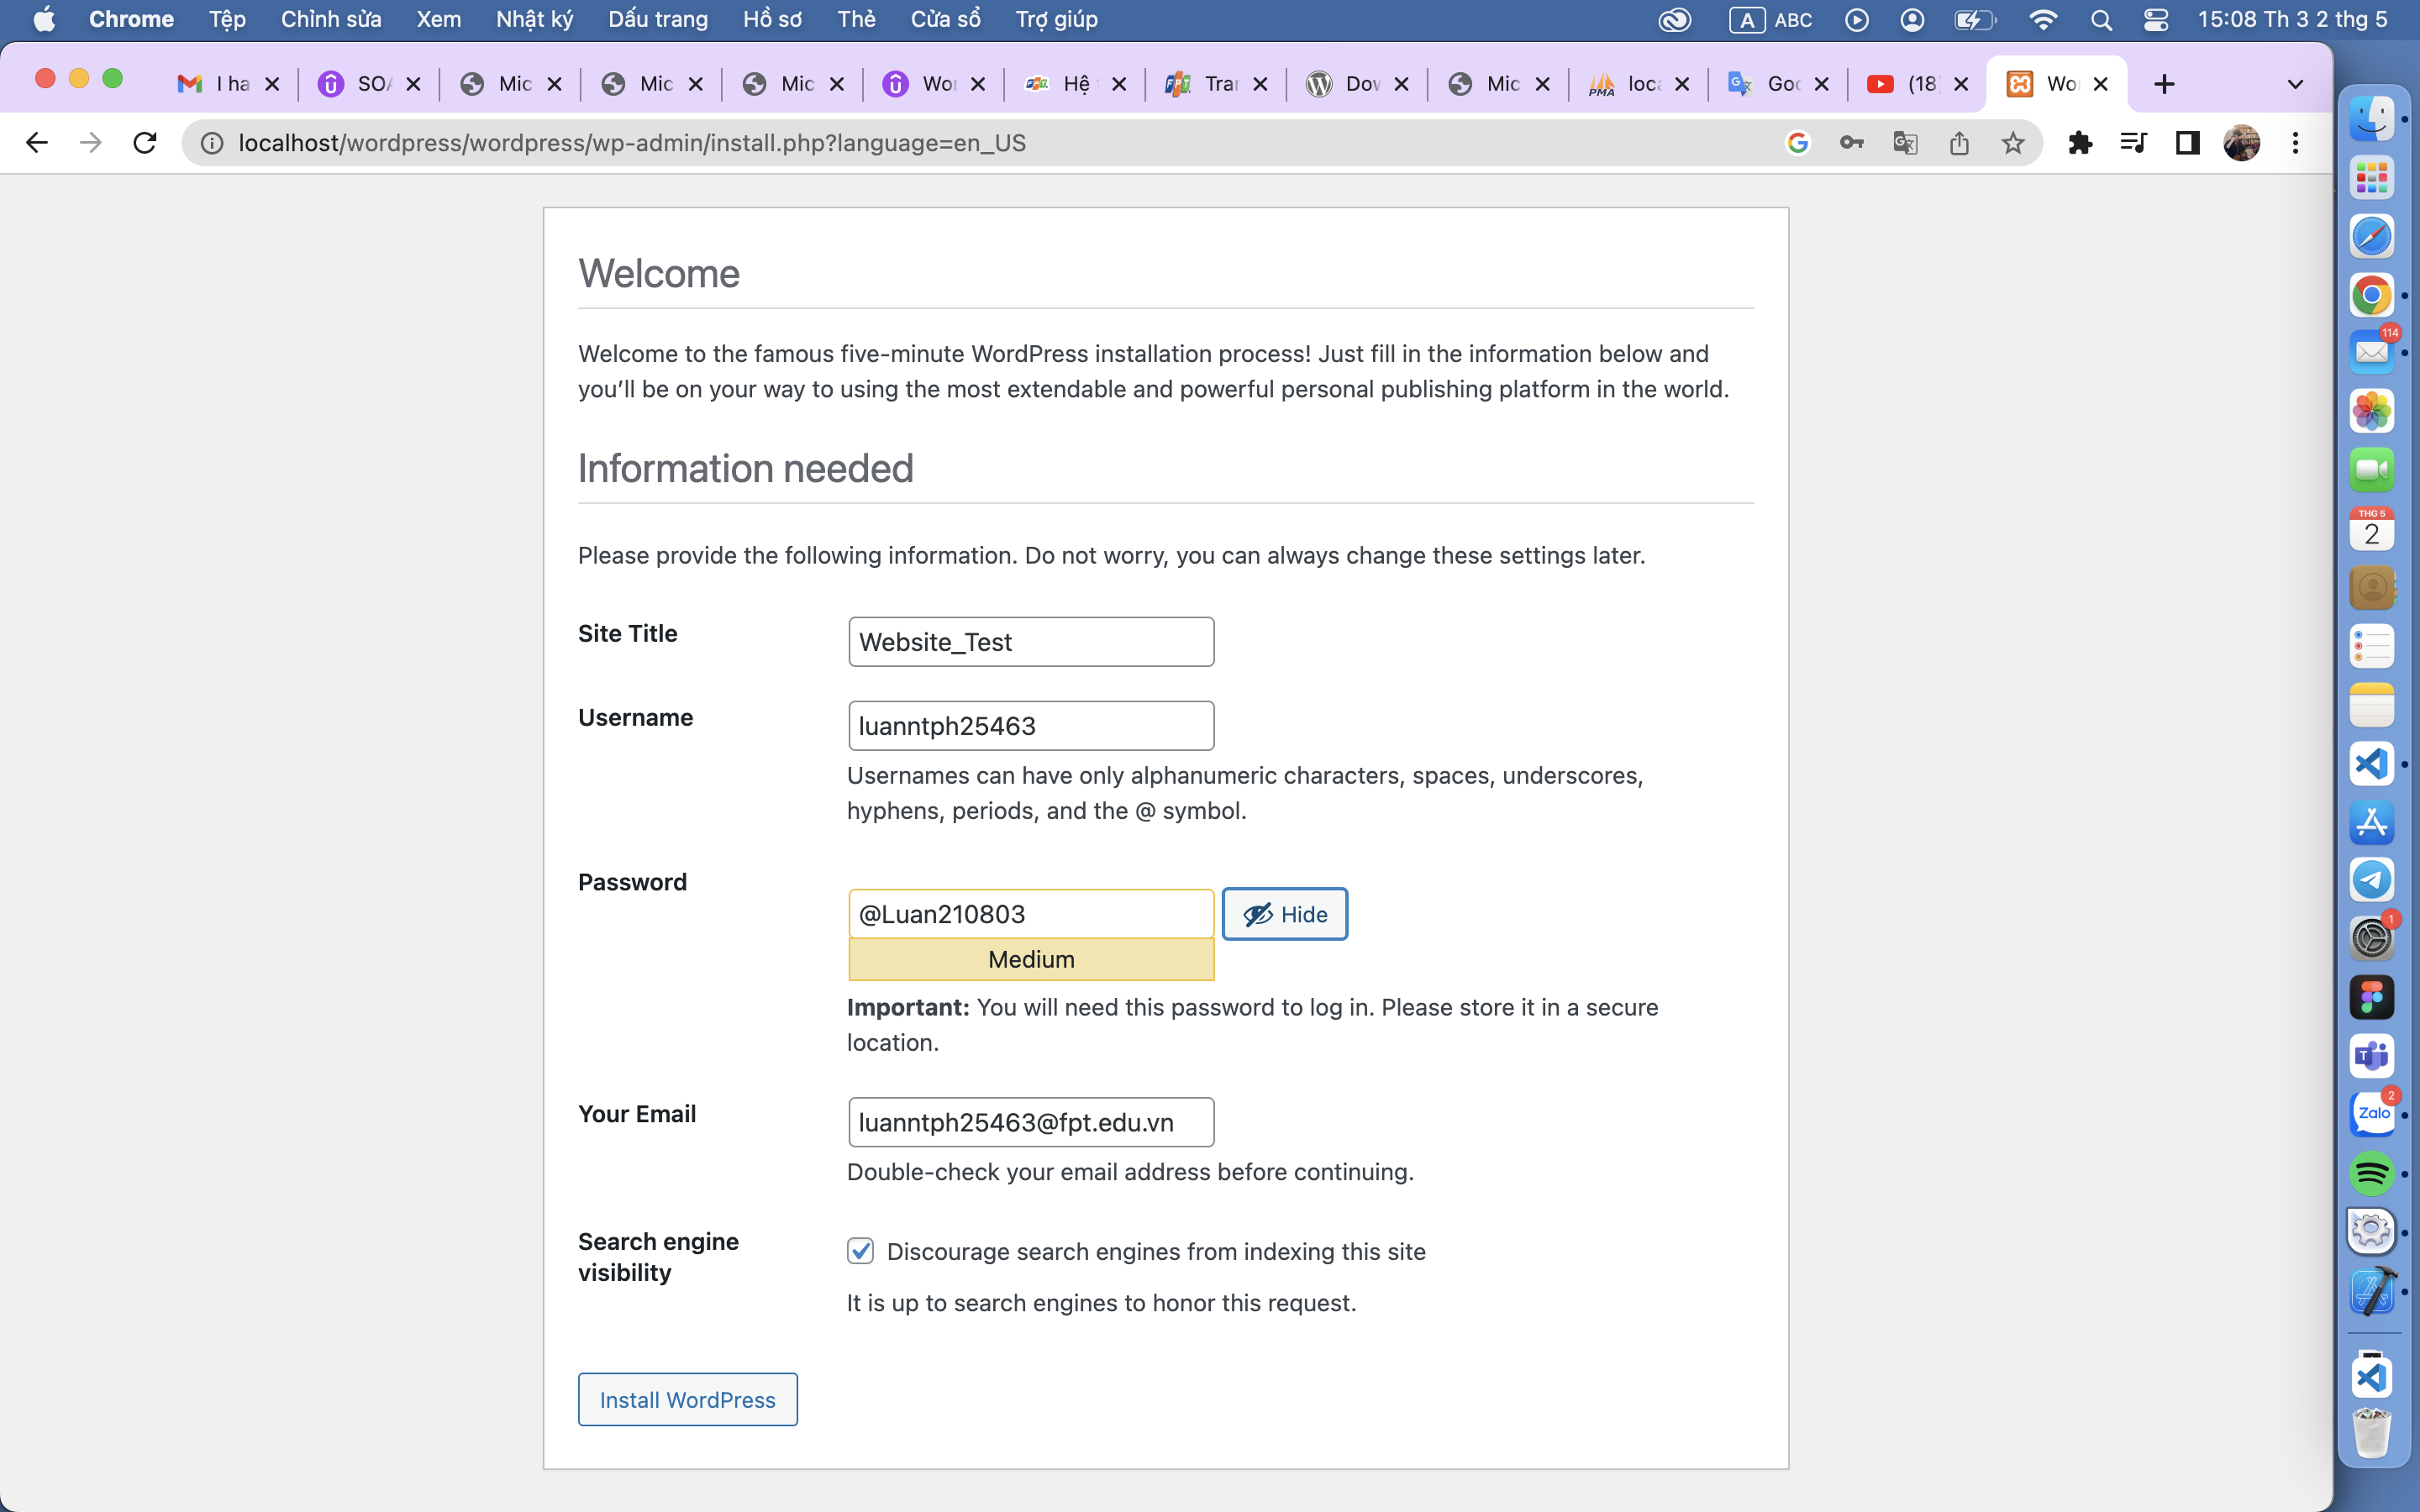 Chrome Tệp Chỉnh sửa Xem Nhật ký Dấu trang Hồ sơ Thẻ Cửa sổ Trợ giúp A ABC 15:08 Th 3 2 thg 5
I ha SOA Mic Mic Mic Wor Hệ Trar Dow Mic loca Goo (18 Wo
localhost/wordpress/wordpress/wp-admin/install.php?language=en_US
Welcome
Welcome to the famous five-minute WordPress installation process! Just fill in the information below and
you’ll be on your way to using the most extendable and powerful personal publishing platform in the world.
Information needed
Please provide the following information. Do not worry, you can always change these settings later.
Site Title Website_Test
Username luanntph25463
Usernames can have only alphanumeric characters, spaces, underscores,
hyphens, periods, and the @ symbol.
Password @Luan210803 Hide
Medium
Important: You will need this password to log in. Please store it in a secure
location.
Your Email luanntph25463@fpt.edu.vn
Double-check your email address before continuing.
Search engine
visibility
Discourage search engines from indexing this site
It is up to search engines to honor this request.
Install WordPress
114
THG 5
2
1
2
Zalo